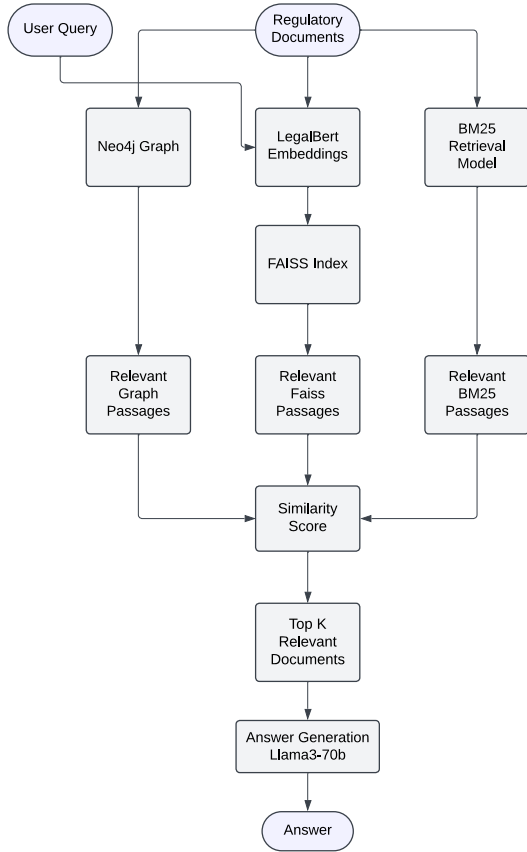 User Query
Regulatory
Documents
Neo4j Graph
LegalBert
Embeddings
BM25
Retrieval
Model
FAISS Index
Relevant
Graph
Passages
Relevant
Faiss
Passages
Relevant
BM25
Passages
Similarity
Score
Top K
Relevant
Documents
Answer Generation
Llama3-70b
Answer